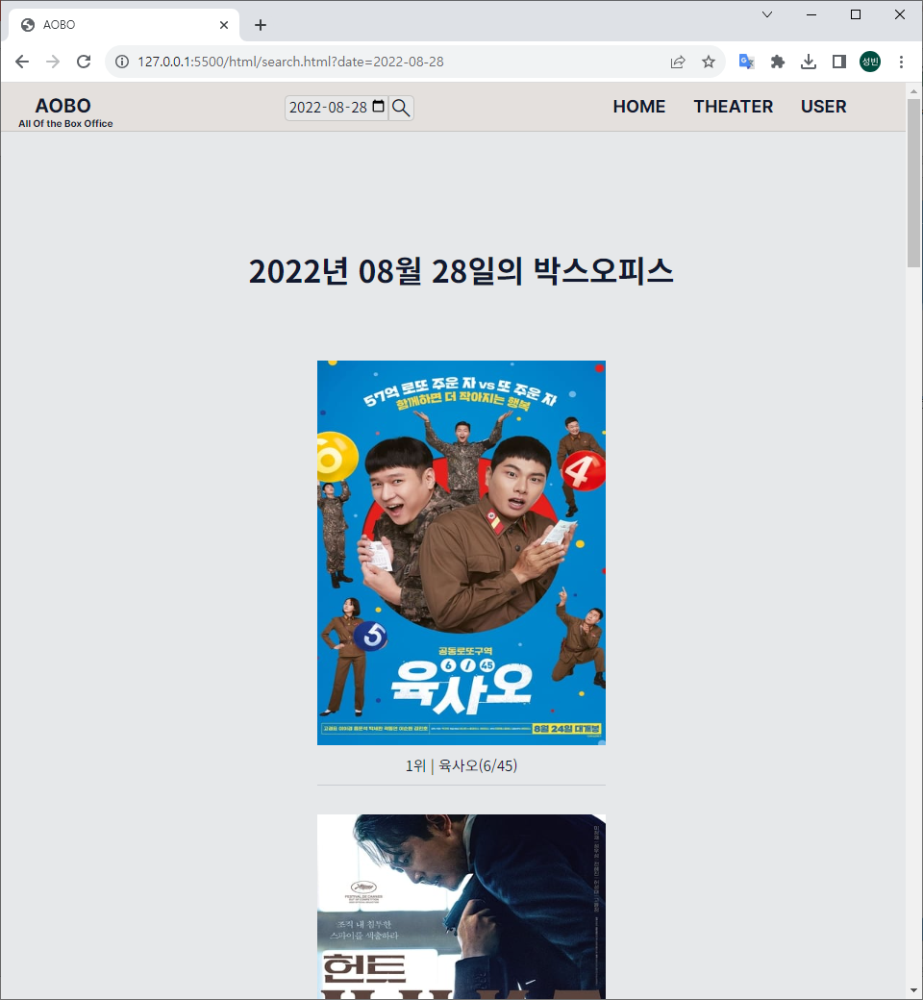 AOBO
127.0.0.1:5500/html/search.html?date=2022-08-28
성빈
AOBO
All Of the Box Office
2022-08-28
HOME THEATER USER
2022년 08월 28일의 박스오피스
57억 로또 주운 자 vs 또 주운 자
함께하면 더 작아지는 행복
6
4
5
공동로또구역
6 / 45
육사오
8월 24일 대개봉
1위 | 육사오(6/45)
FESTIVAL DE CANNES
조직 내 침투한
스파이를 색출하라
헌트